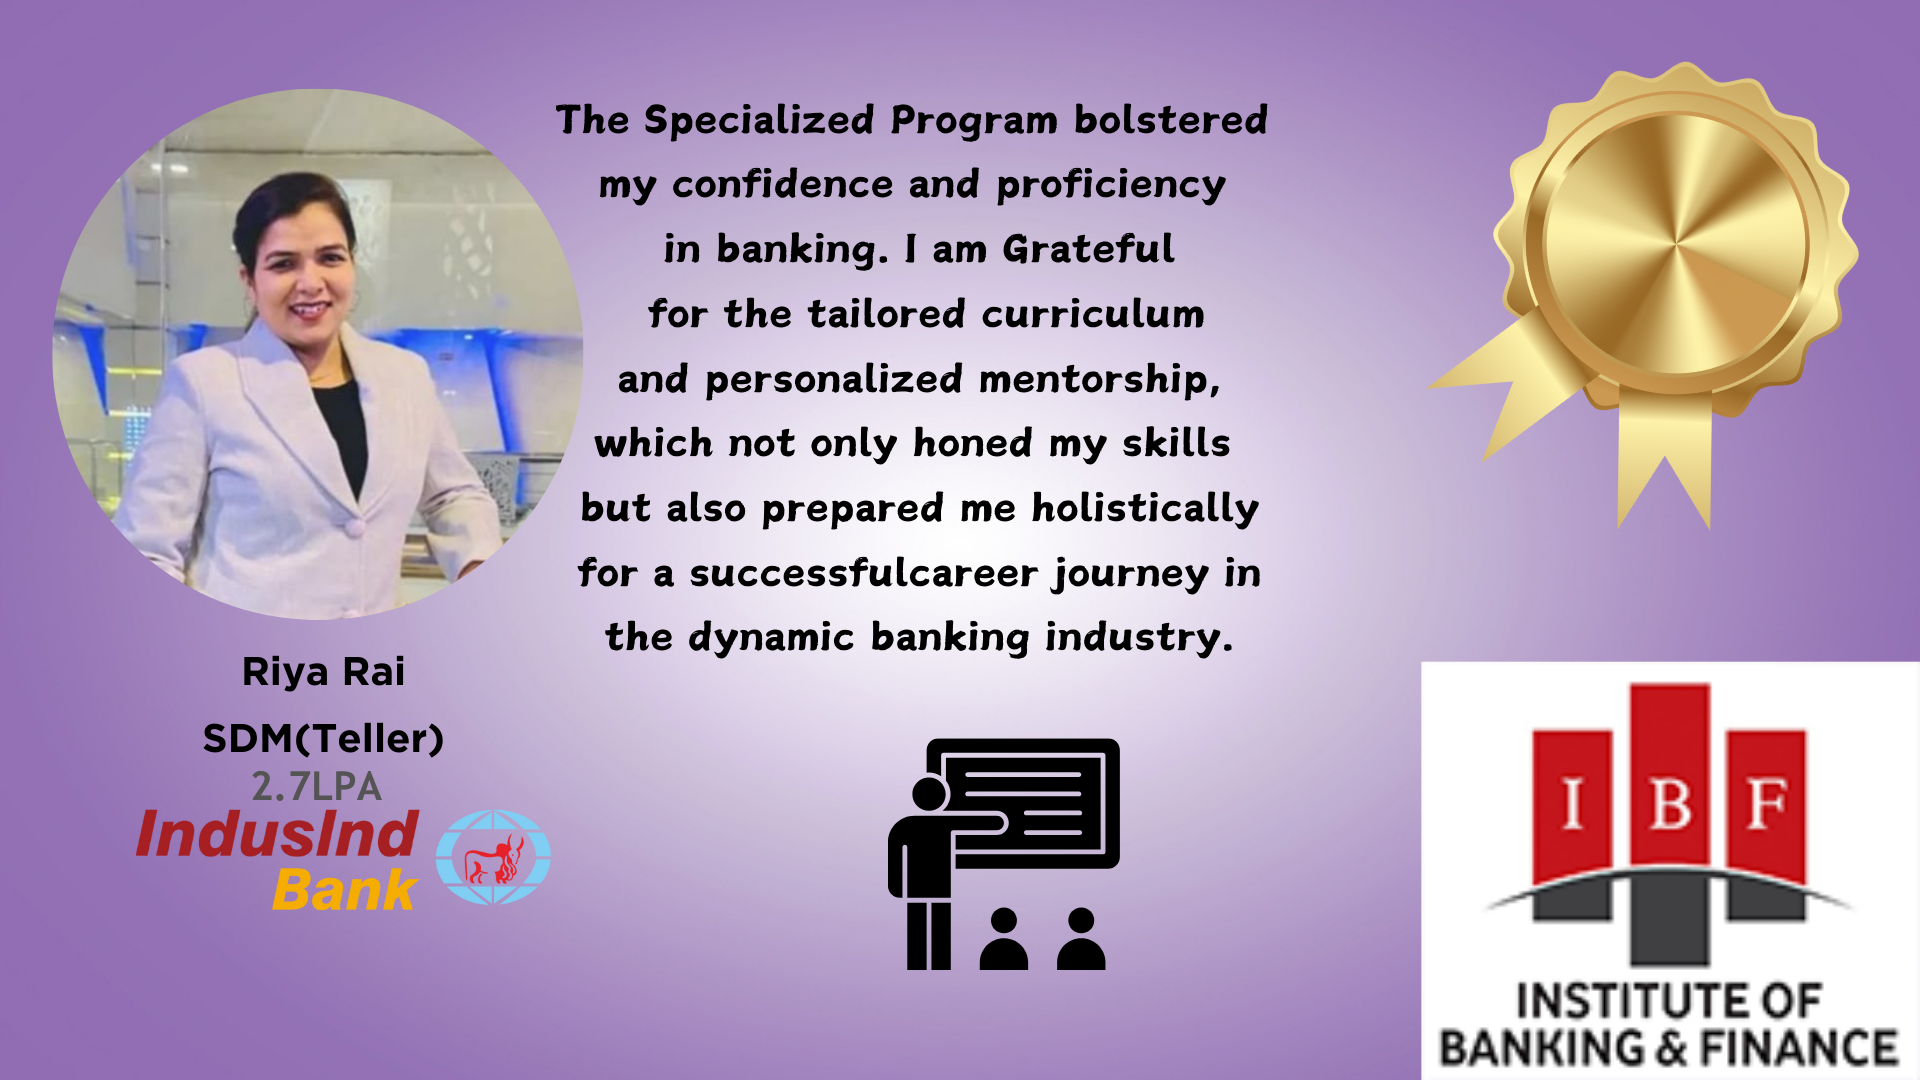 The Specialized Program bolstered
my confidence and proficiency
in banking. I am Grateful
for the tailored curriculum
and personalized mentorship,
which not only honed my skills
but also prepared me holistically
for a successfulcareer journey in
the dynamic banking industry.
Riya Rai
SDM(Teller)
2.7LPA
IndusInd
Bank
I B F
INSTITUTE OF
BANKING & FINANCE